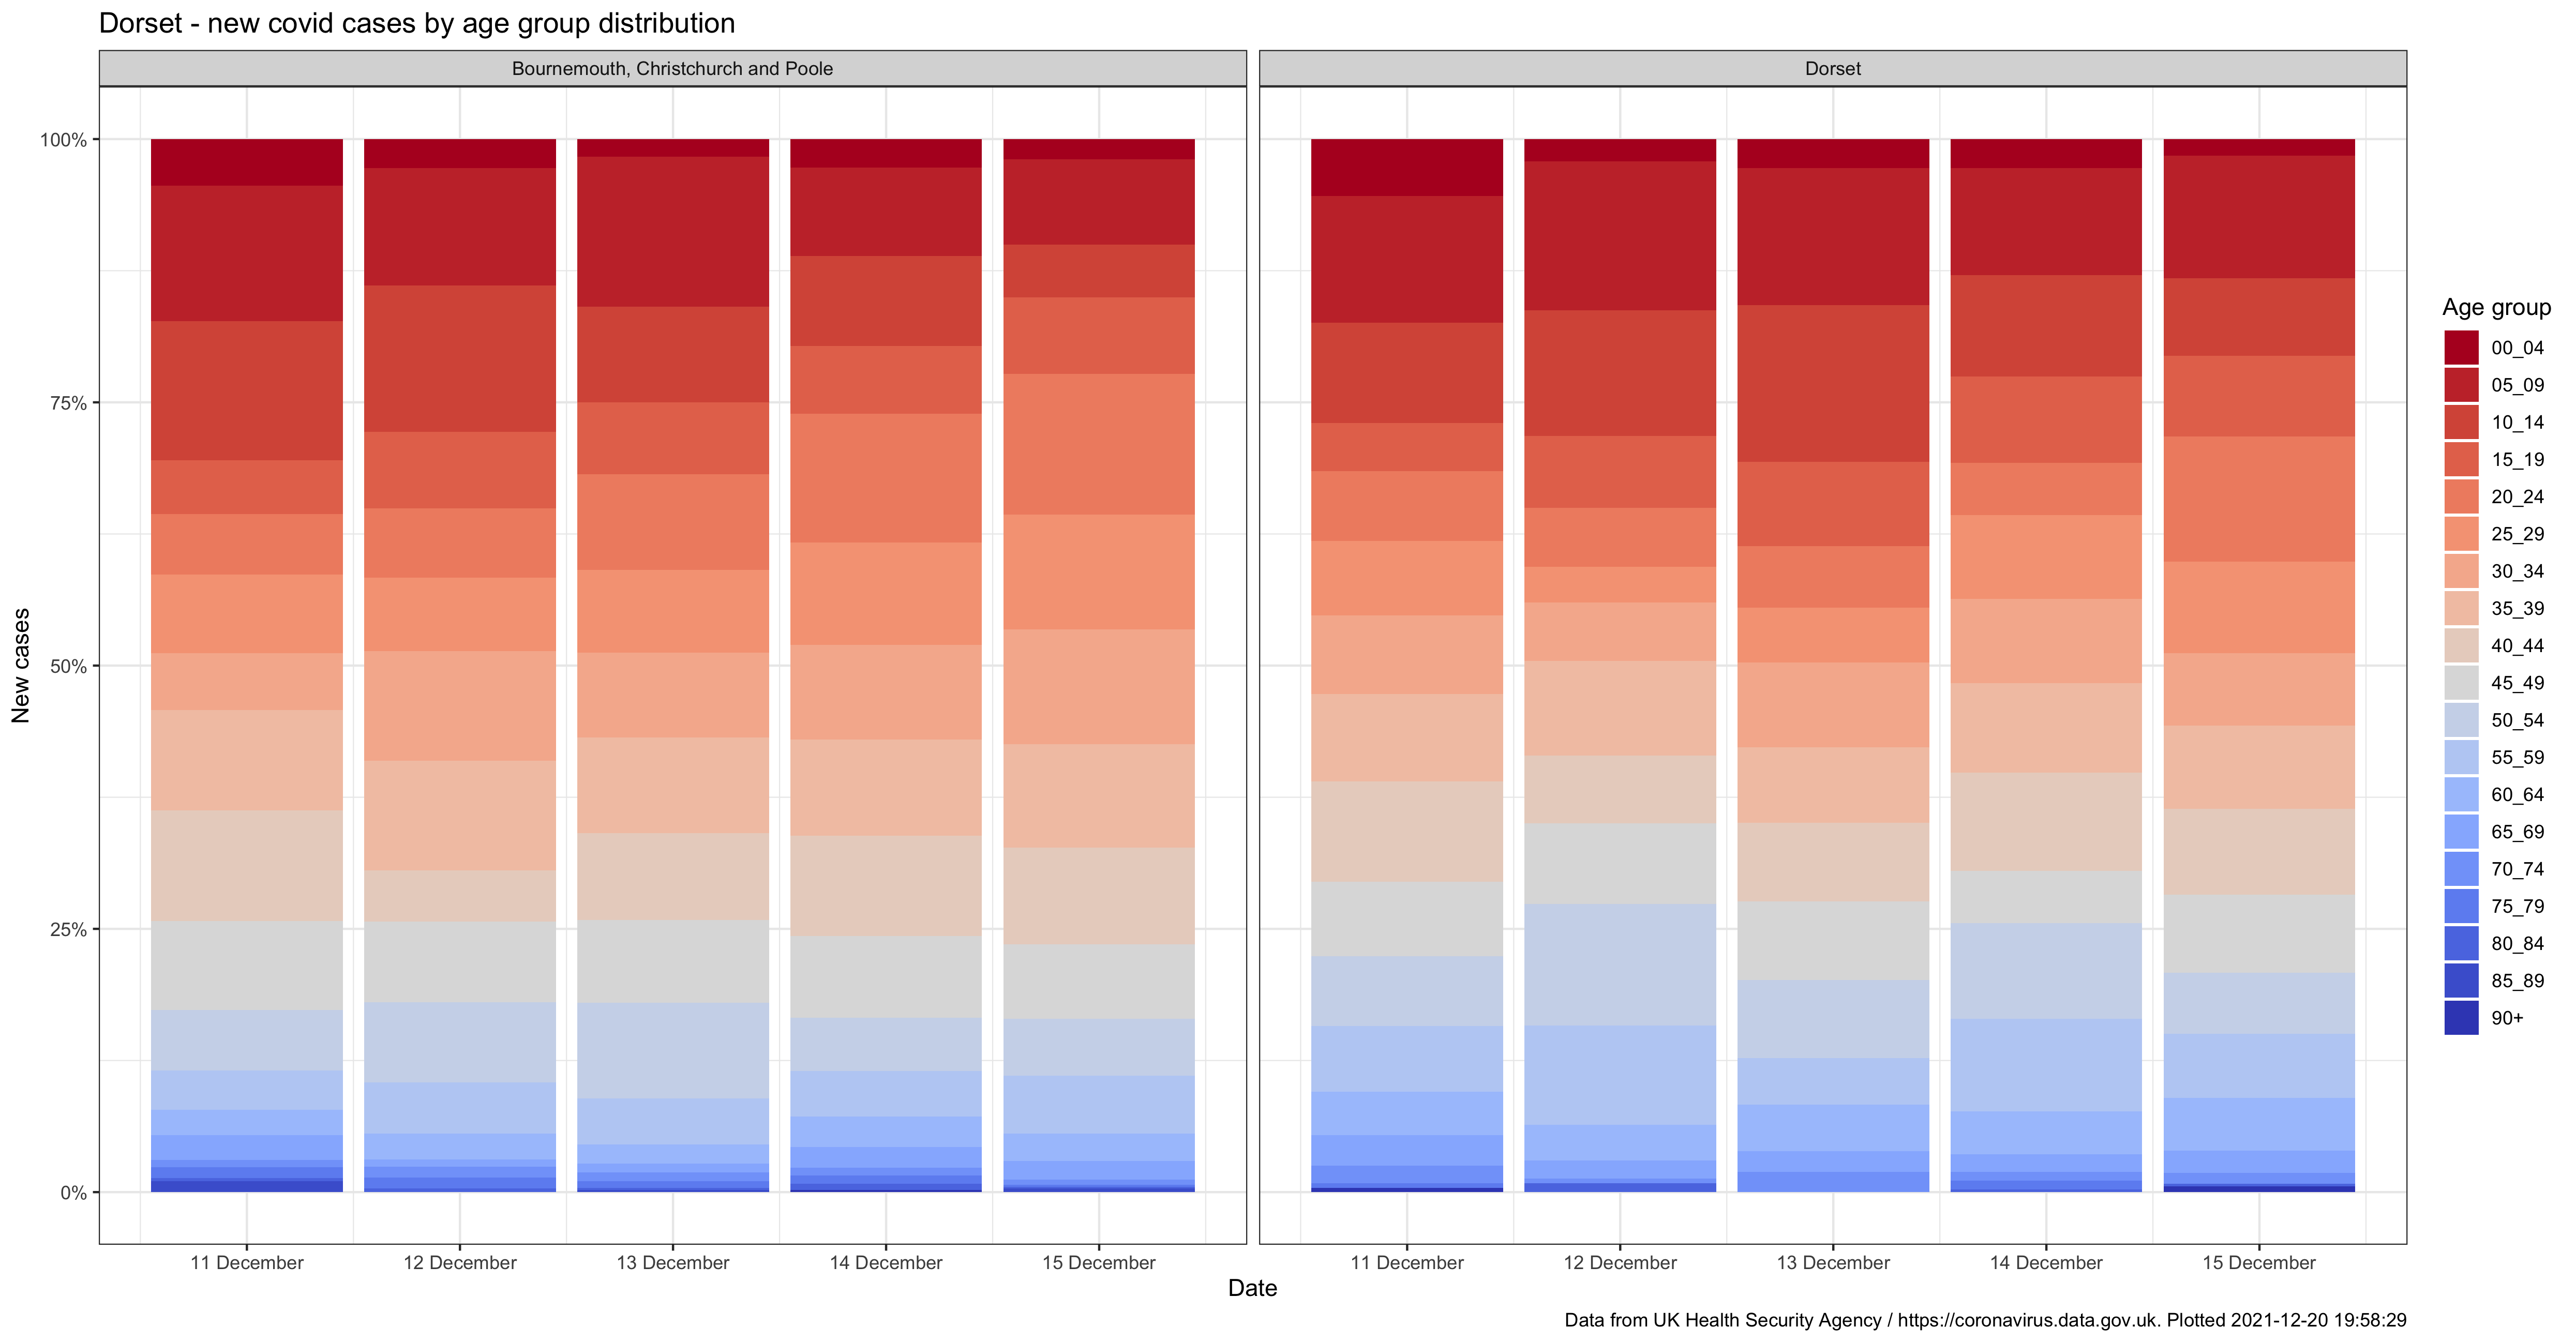 Dorset - new covid cases by age group distribution
Bournemouth, Christchurch and Poole
Dorset
New cases
100%
75%
50%
25%
0%
11 December
12 December
13 December
14 December
15 December
11 December
12 December
13 December
14 December
15 December
Date
Age group
00_04
05_09
10_14
15_19
20_24
25_29
30_34
35_39
40_44
45_49
50_54
55_59
60_64
65_69
70_74
75_79
80_84
85_89
90+
Data from UK Health Security Agency / https://coronavirus.data.gov.uk. Plotted 2021-12-20 19:58:29